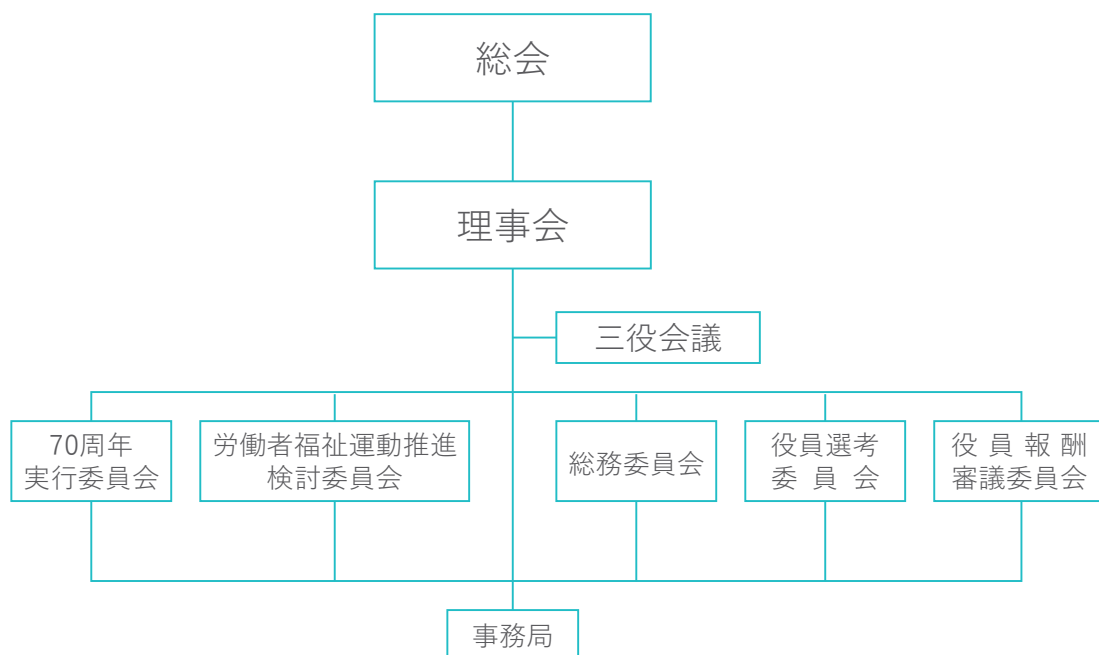 総会
理事会
三役会議
70周年
実行委員会
労働者福祉運動推進
検討委員会
総務委員会
役員選考
委 員 会
役 員 報 酬
審議委員会
事務局